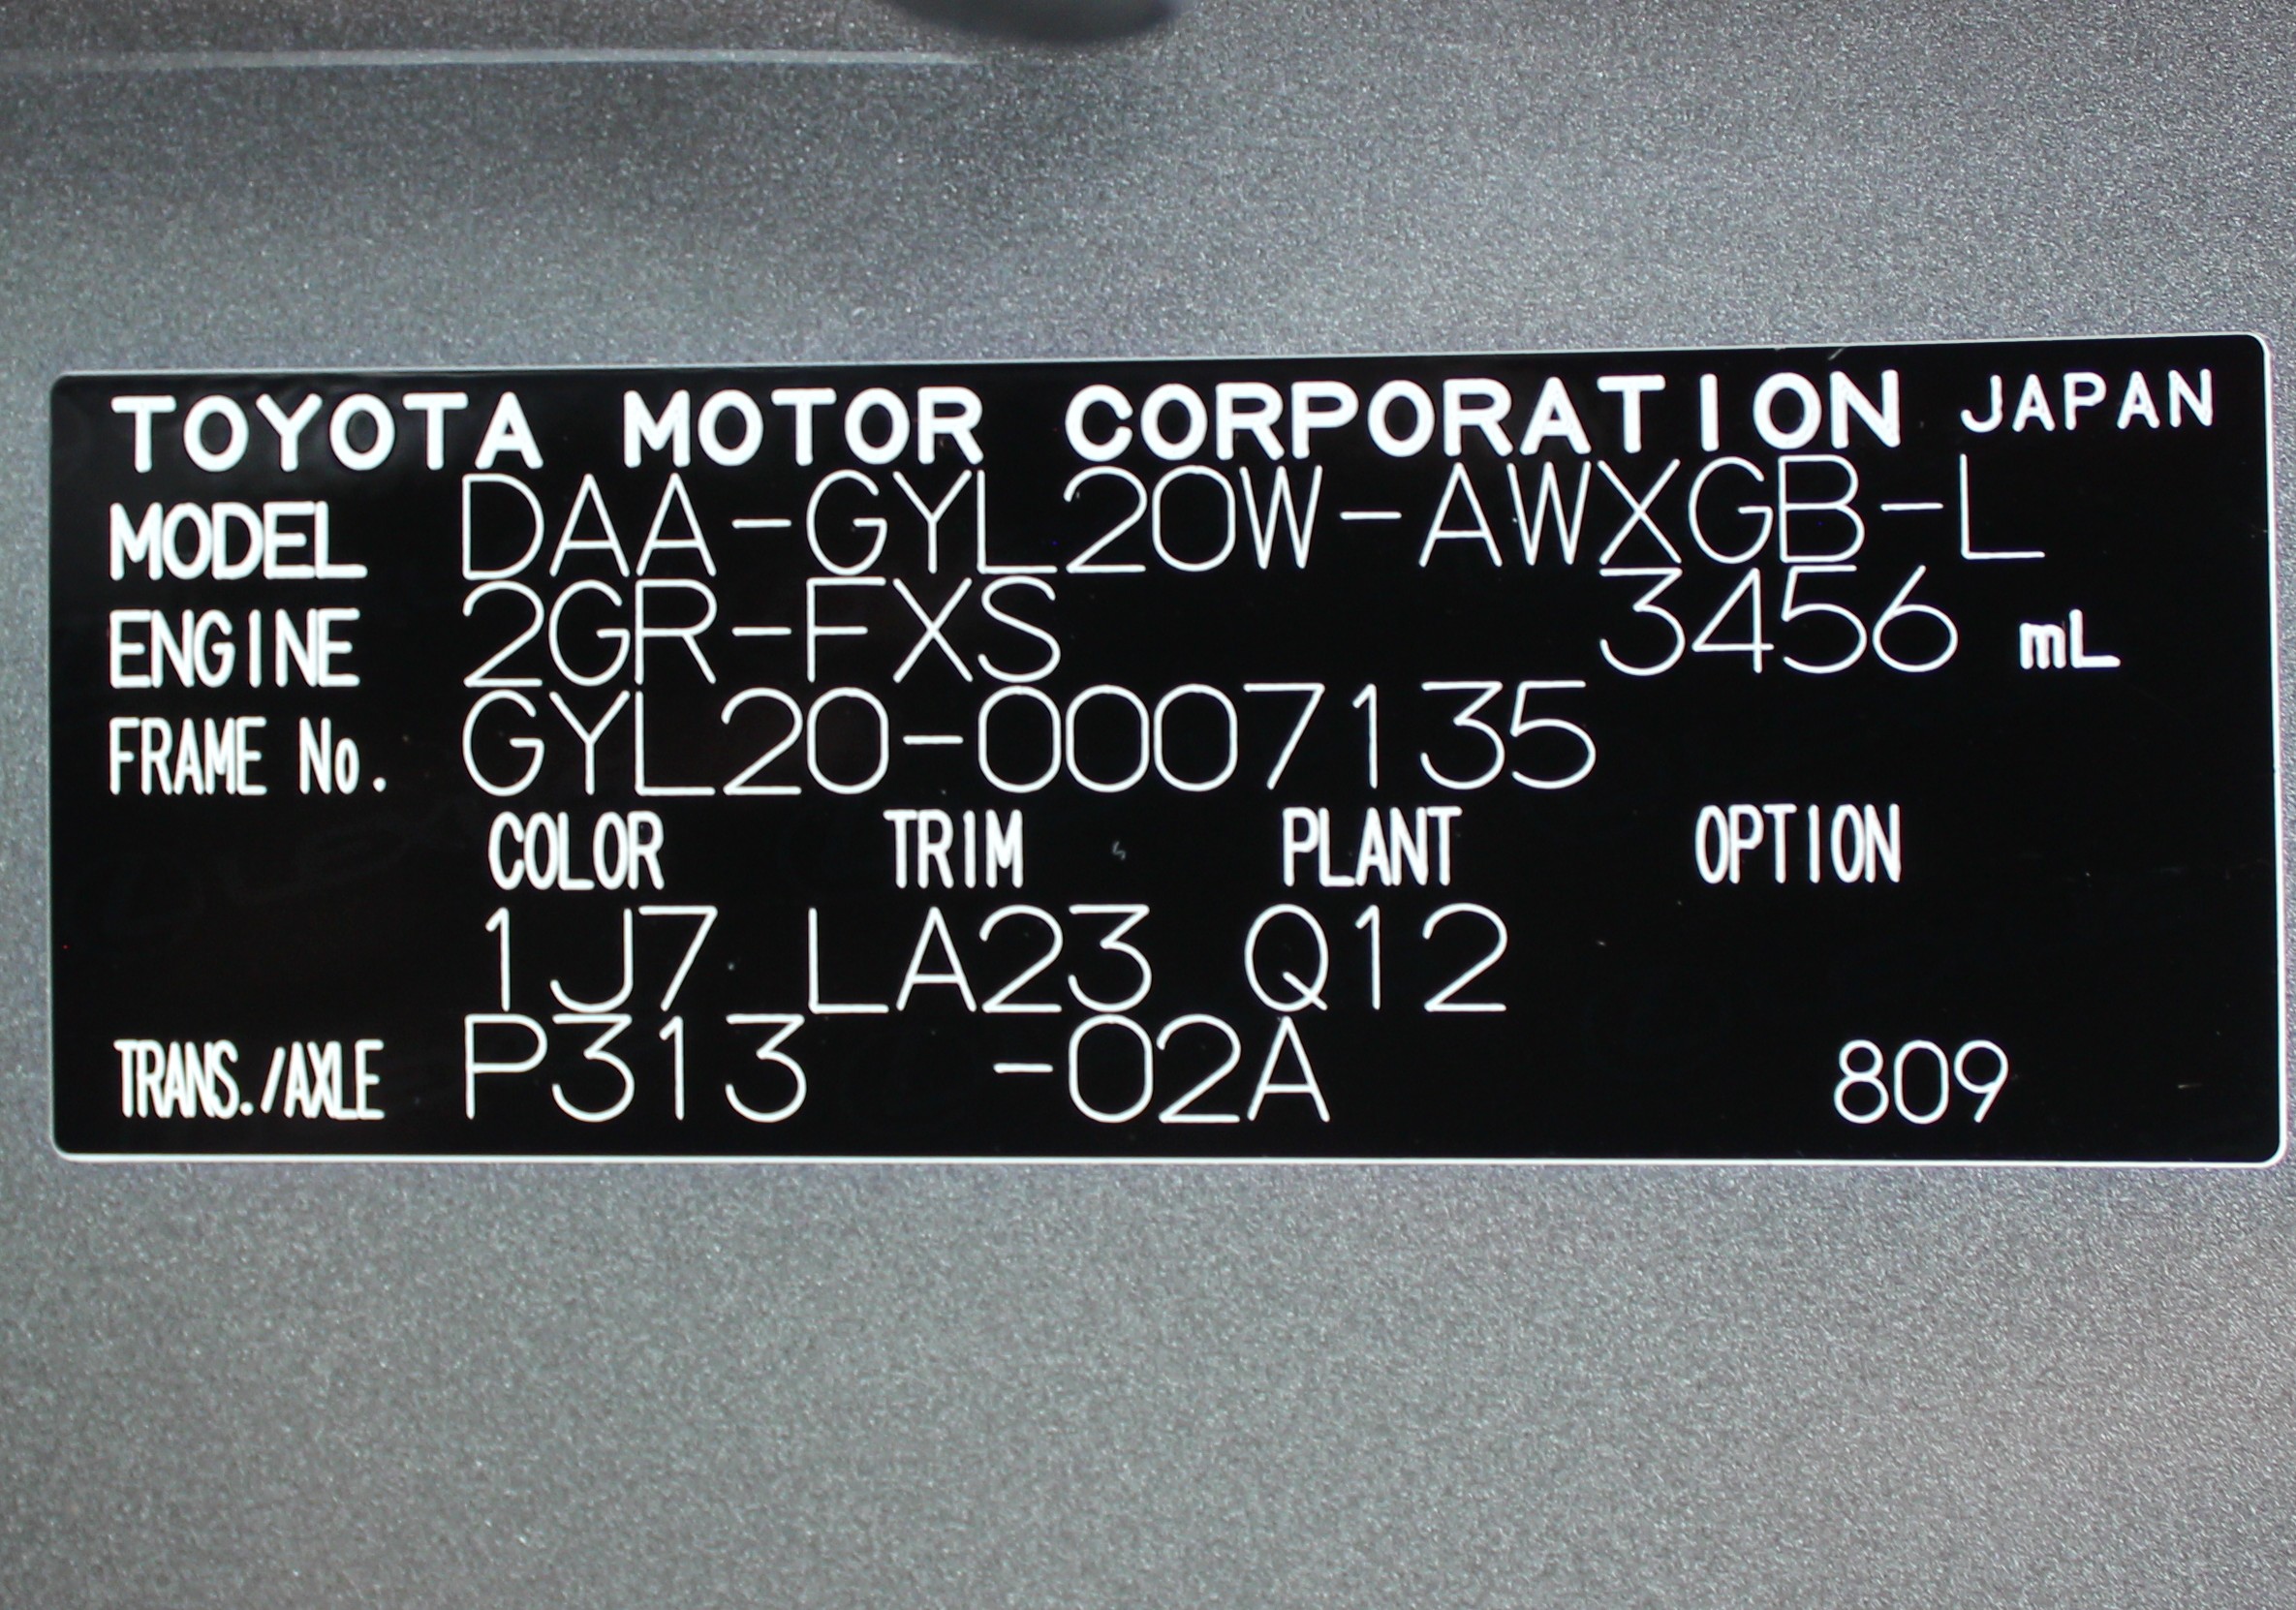 TOYOTA MOTOR CORPORATION JAPAN
MODEL DAA-GYL20W-AWXGB-L
ENGINE 2GR-FXS 3456 mL
FRAME No. GYL20-0007135
COLOR TRIM PLANT OPTION
1J7 LA23 Q12
TRANS./AXLE P313 -02A 809